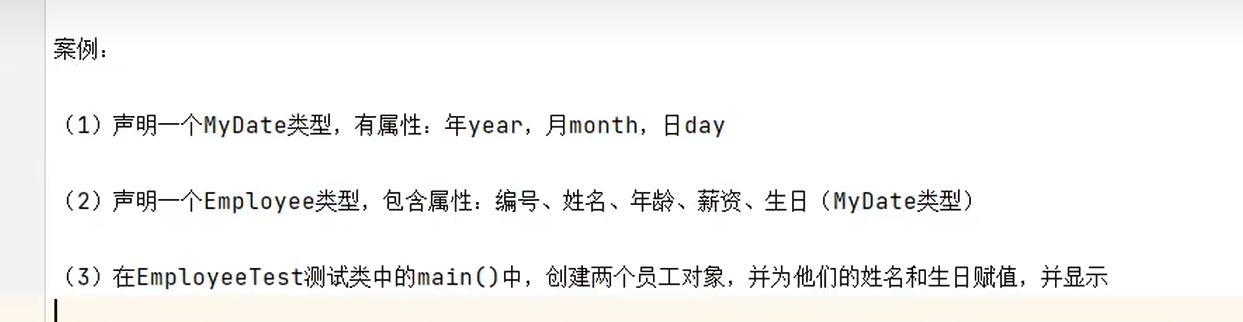 案例：
（1）声明一个MyDate类型，有属性：年year，月month，日day
（2）声明一个Employee类型，包含属性：编号、姓名、年龄、薪资、生日（MyDate类型）
（3）在EmployeeTest测试类中的main()中，创建两个员工对象，并为他们的姓名和生日赋值，并显示